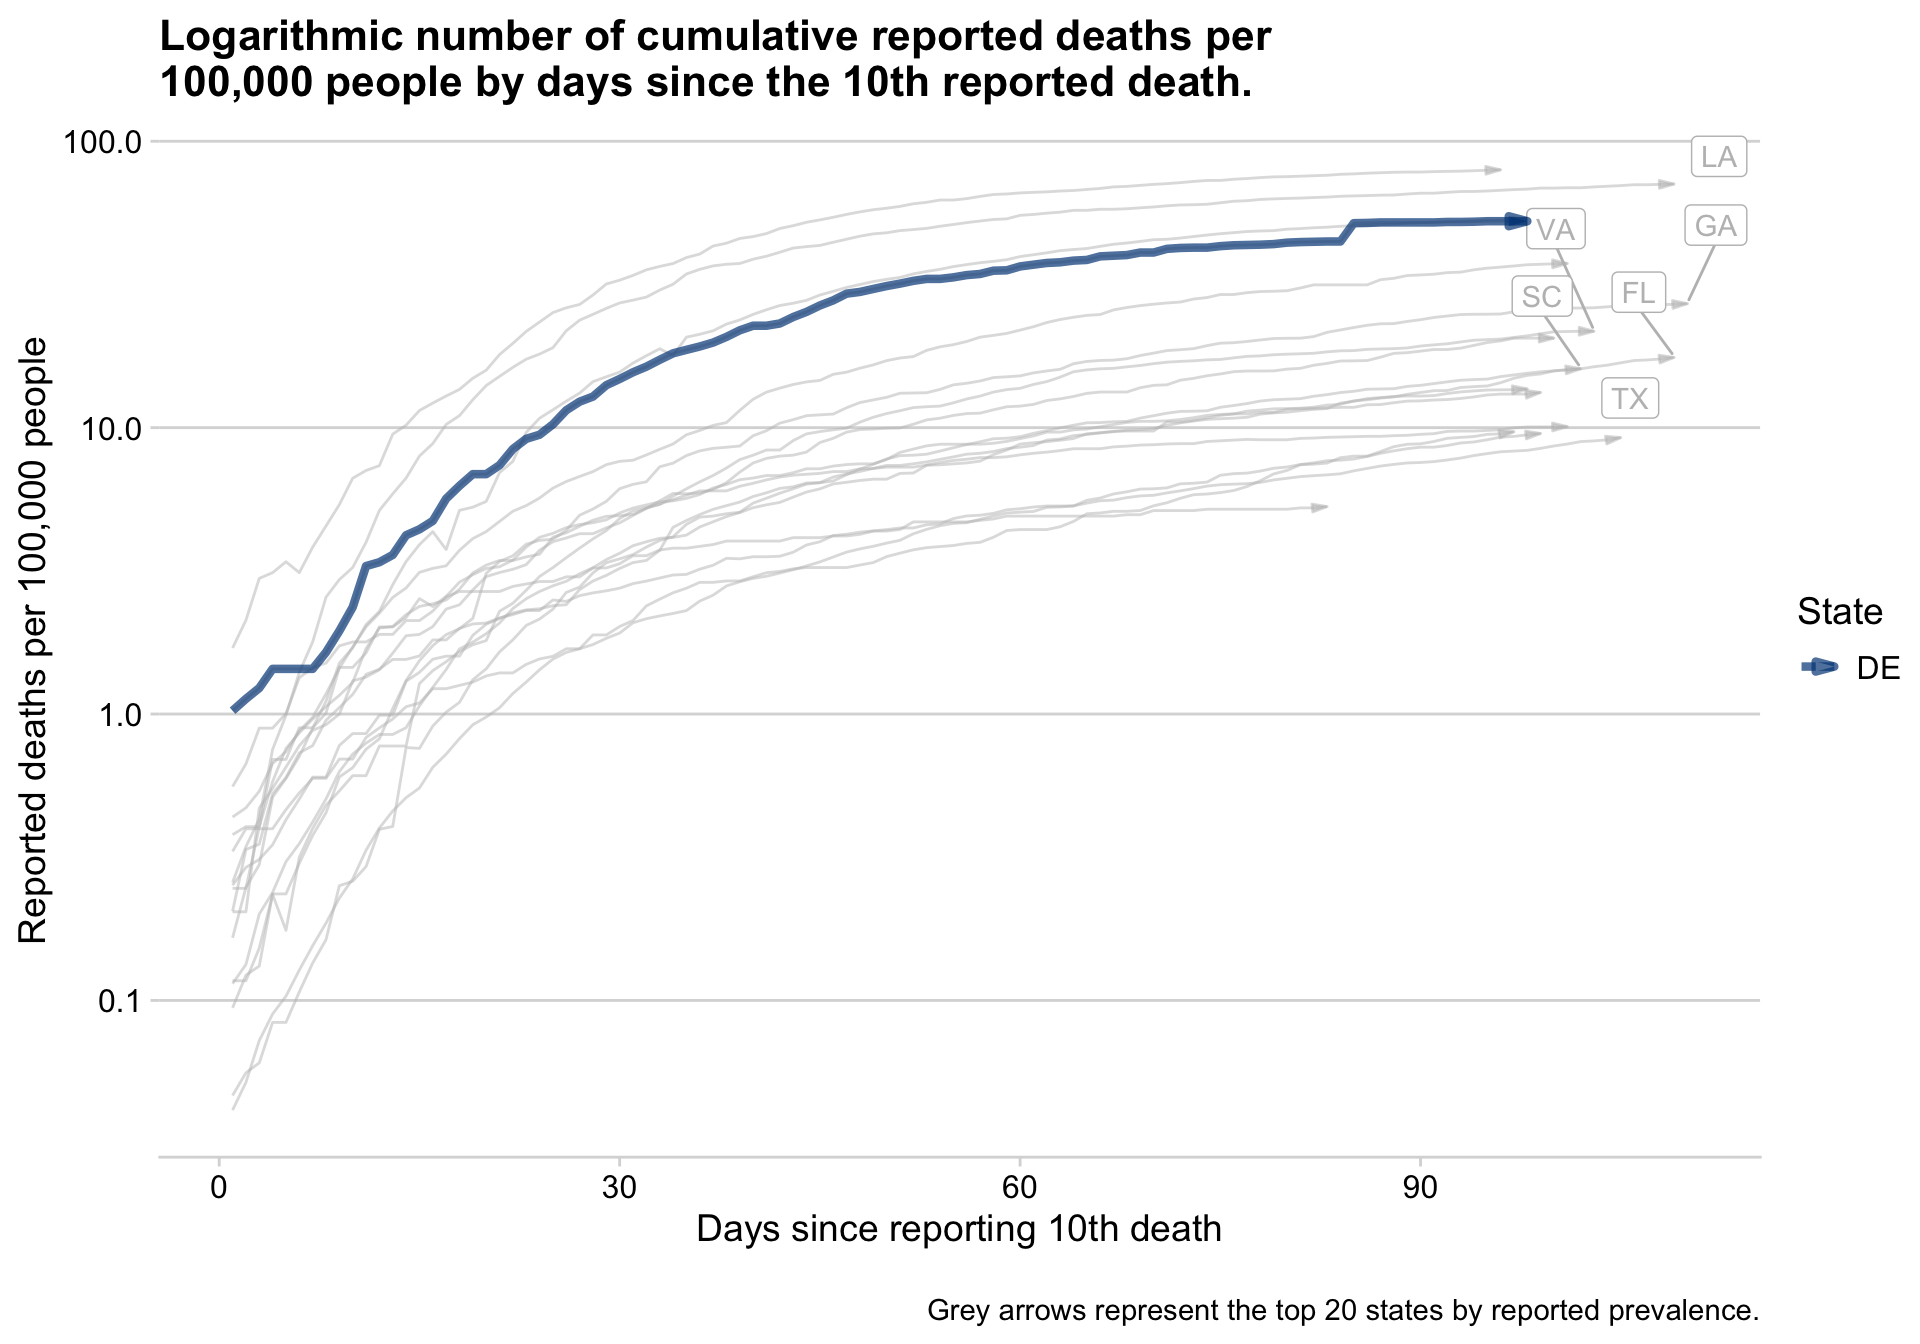 Logarithmic number of cumulative reported deaths per
100,000 people by days since the 10th reported death.
Reported deaths per 100,000 people
100.0
10.0
1.0
0.1
LA
VA
GA
SC
FL
TX
State
DE
0
30
60
90
Days since reporting 10th death
Grey arrows represent the top 20 states by reported prevalence.